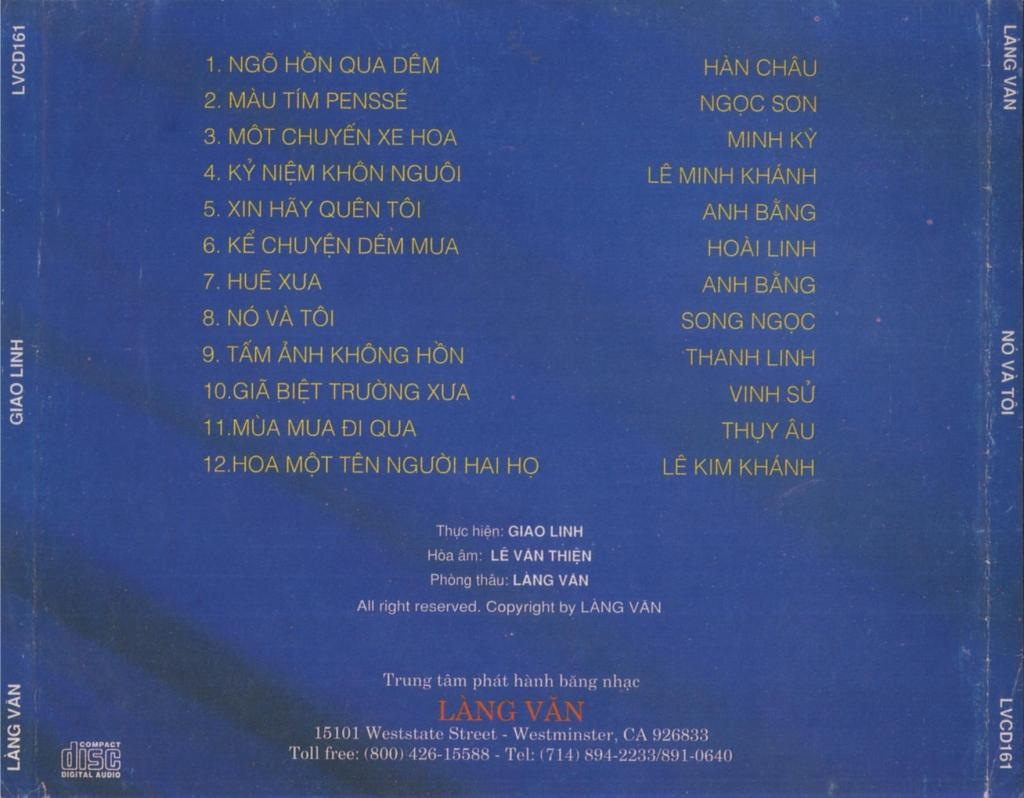 1. NGÕ HỒN QUA DÊM HÀN CHÂU
2. MÀU TÍM PENSSÉ NGỌC SƠN
3. MÔT CHUYẾN XE HOA MINH KỲ
4. KỶ NIỆM KHÔN NGUÔI LÊ MINH KHÁNH
5. XIN HÃY QUÊN TÔI ANH BẰNG
6. KỂ CHUYỆN DÊM MƯA HOÀI LINH
7. HUẼ XƯA ANH BẰNG
8. NÓ VÀ TÔI SONG NGỌC
9. TẤM ẢNH KHÔNG HỒN THANH LINH
10.GIÃ BIỆT TRƯỜNG XƯA VINH SỬ
11.MÙA MƯA ĐI QUA THỤY ÂU
12.HOA MỘT TÊN NGƯỜI HAI HỌ LÊ KIM KHÁNH
Thực hiện: GIAO LINH
Hòa âm: LÊ VĂN THIỆN
Phòng thâu: LÀNG VĂN
All right reserved. Copyright by LÀNG VĂN
Trung tâm phát hành băng nhạc
LÀNG VĂN
15101 Weststate Street - Westminster, CA 926833
Toll free: (800) 426-15588 - Tel: (714) 894-2233/891-0640
LVCD161
GIAO LINH
LÀNG VĂN
COMPACT
disc
DIGITAL AUDIO
LÀNG VĂN
NÓ VÀ TÔI
LVCD161